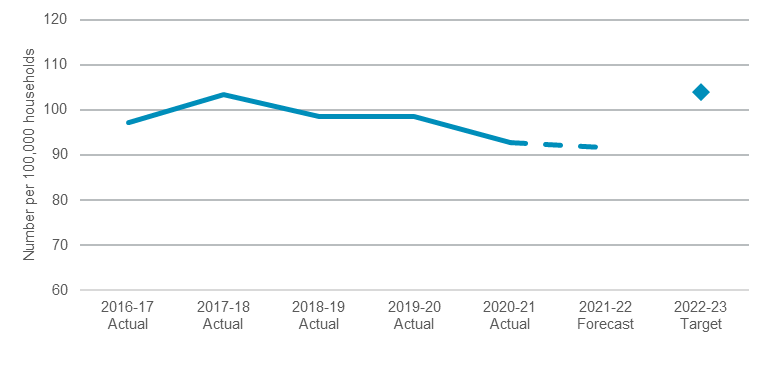 120
110
100
90
80
70
60
Number per 100,000 households
2016-17 2017-18 2018-19 2019-20 2020-21 2021-22 2022-23
Actual Actual Actual Actual Actual Forecast Target